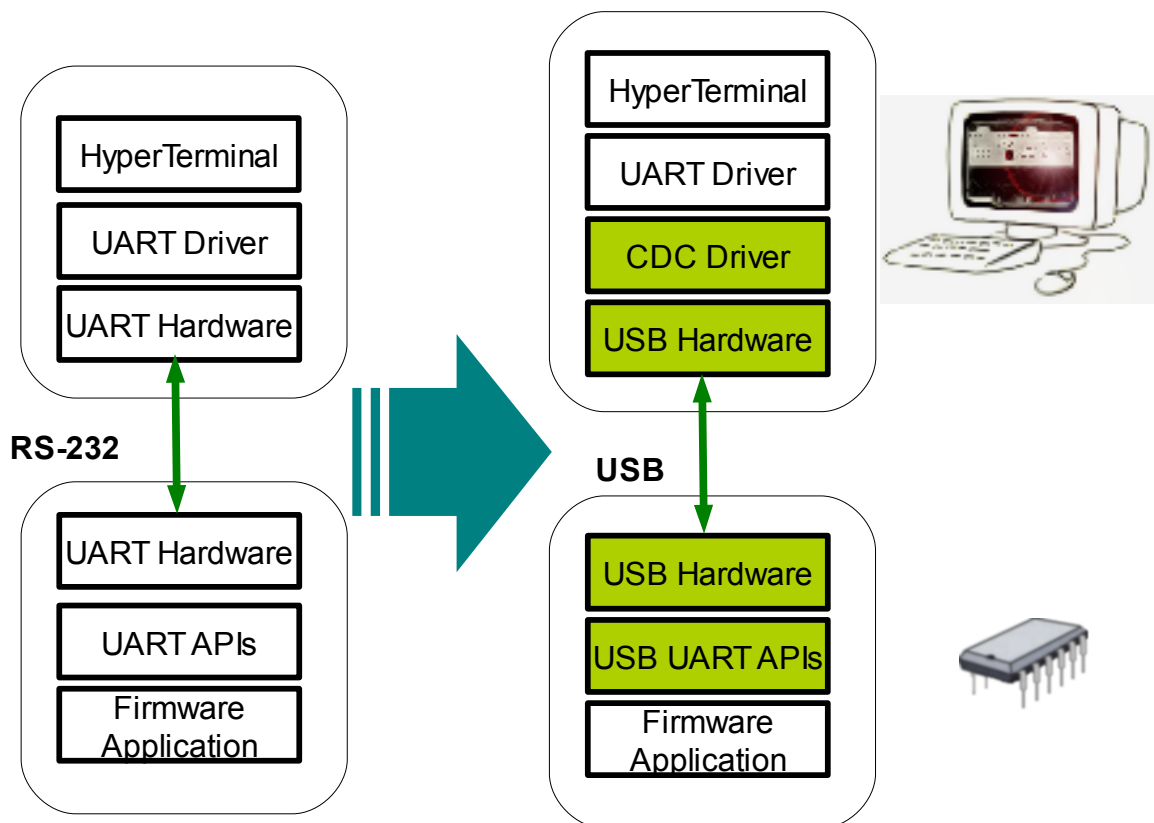 HyperTerminal
UART Driver
UART Hardware
RS-232
UART Hardware
UART APIs
Firmware
Application
HyperTerminal
UART Driver
CDC Driver
USB Hardware
USB
USB Hardware
USB UART APIs
Firmware
Application